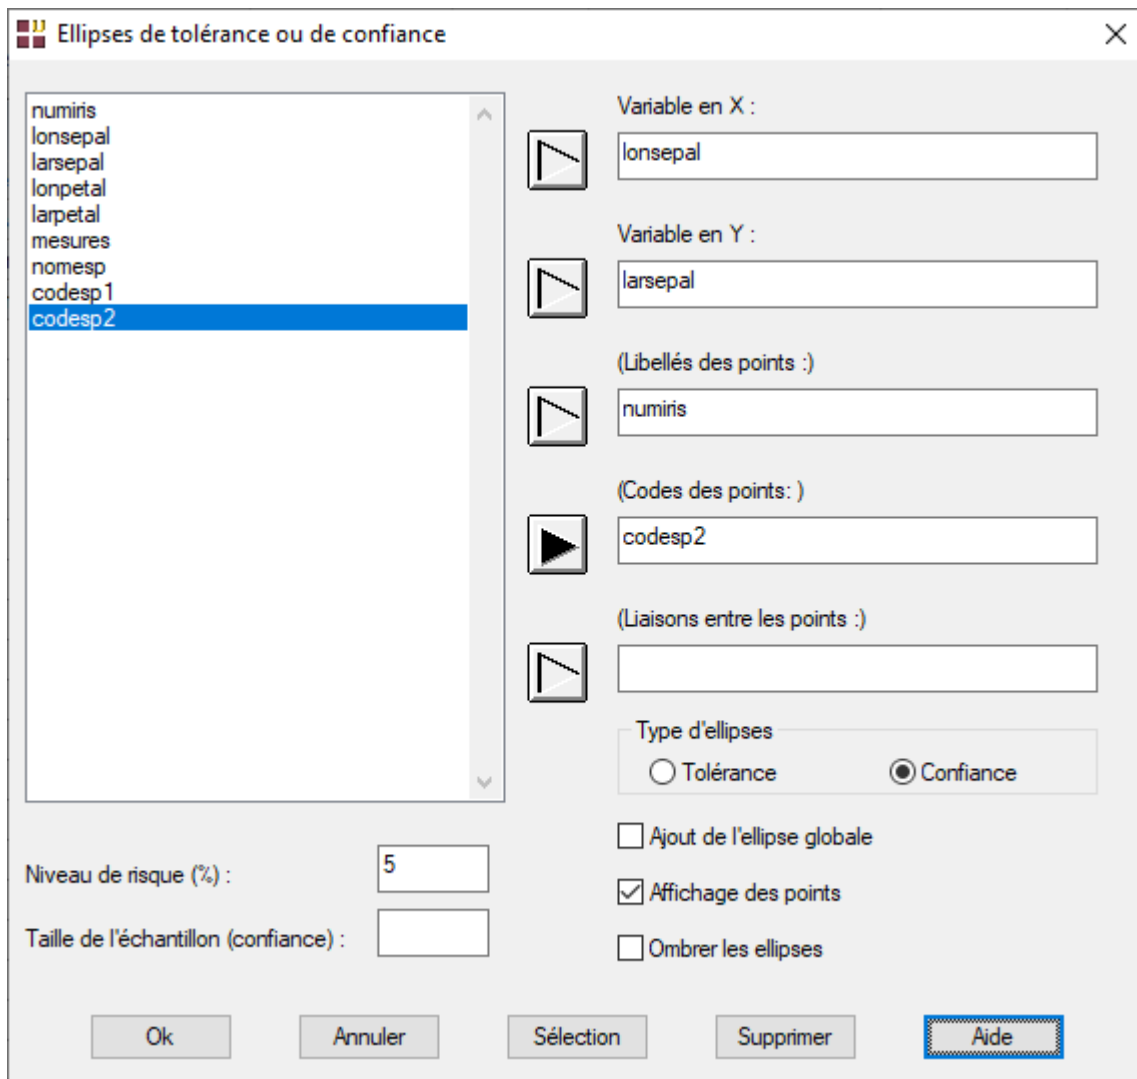 Ellipses de tolérance ou de confiance
numiris
lonsepal
larsepal
lonpetal
larpetal
mesures
nomesp
codesp1
codesp2
Variable en X :
lonsepal
Variable en Y :
larsepal
(Libellés des points :)
numiris
(Codes des points: )
codesp2
(Liaisons entre les points :)
Type d'ellipses
Tolérance
Confiance
Ajout de l'ellipse globale
Affichage des points
Ombrer les ellipses
Niveau de risque (%) :
5
Taille de l'échantillon (confiance) :
Ok
Annuler
Sélection
Supprimer
Aide